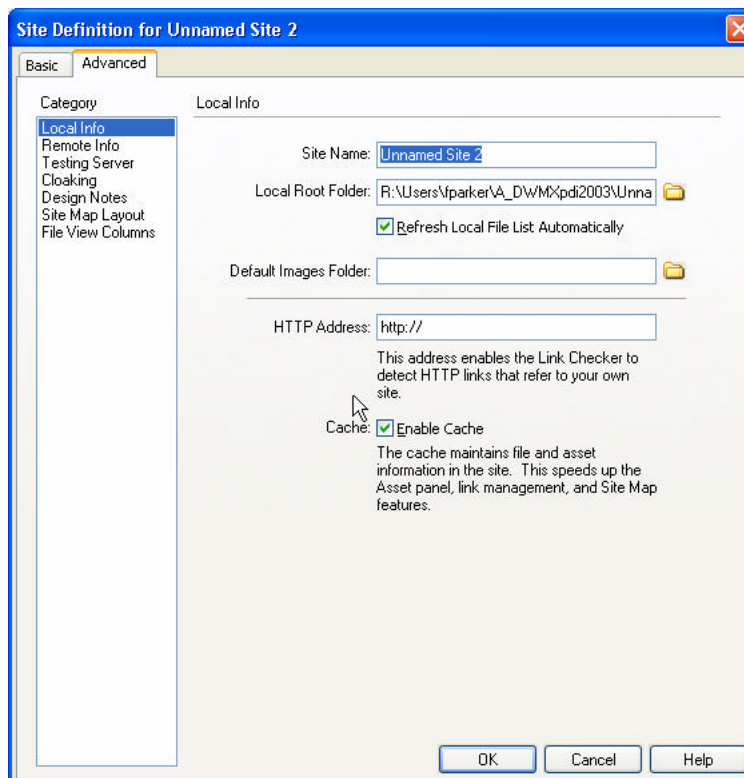 Site Definition for Unnamed Site 2
Basic
Advanced
Category
Local Info
Remote Info
Testing Server
Cloaking
Design Notes
Site Map Layout
File View Columns
Local Info
Site Name: Unnamed Site 2
Local Root Folder: R:\Users\fparker\A_DWMXpdi2003\Unna
Refresh Local File List Automatically
Default Images Folder:
HTTP Address: http://
This address enables the Link Checker to
detect HTTP links that refer to your own
site.
Cache: Enable Cache
The cache maintains file and asset
information in the site. This speeds up the
Asset panel, link management, and Site Map
features.
OK
Cancel
Help